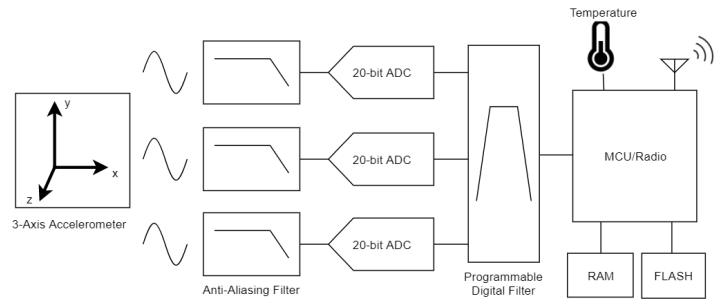 Temperature
20-bit ADC
y
x
z
3-Axis Accelerometer
20-bit ADC
MCU/Radio
20-bit ADC
Anti-Aliasing Filter
Programmable
Digital Filter
RAM
FLASH